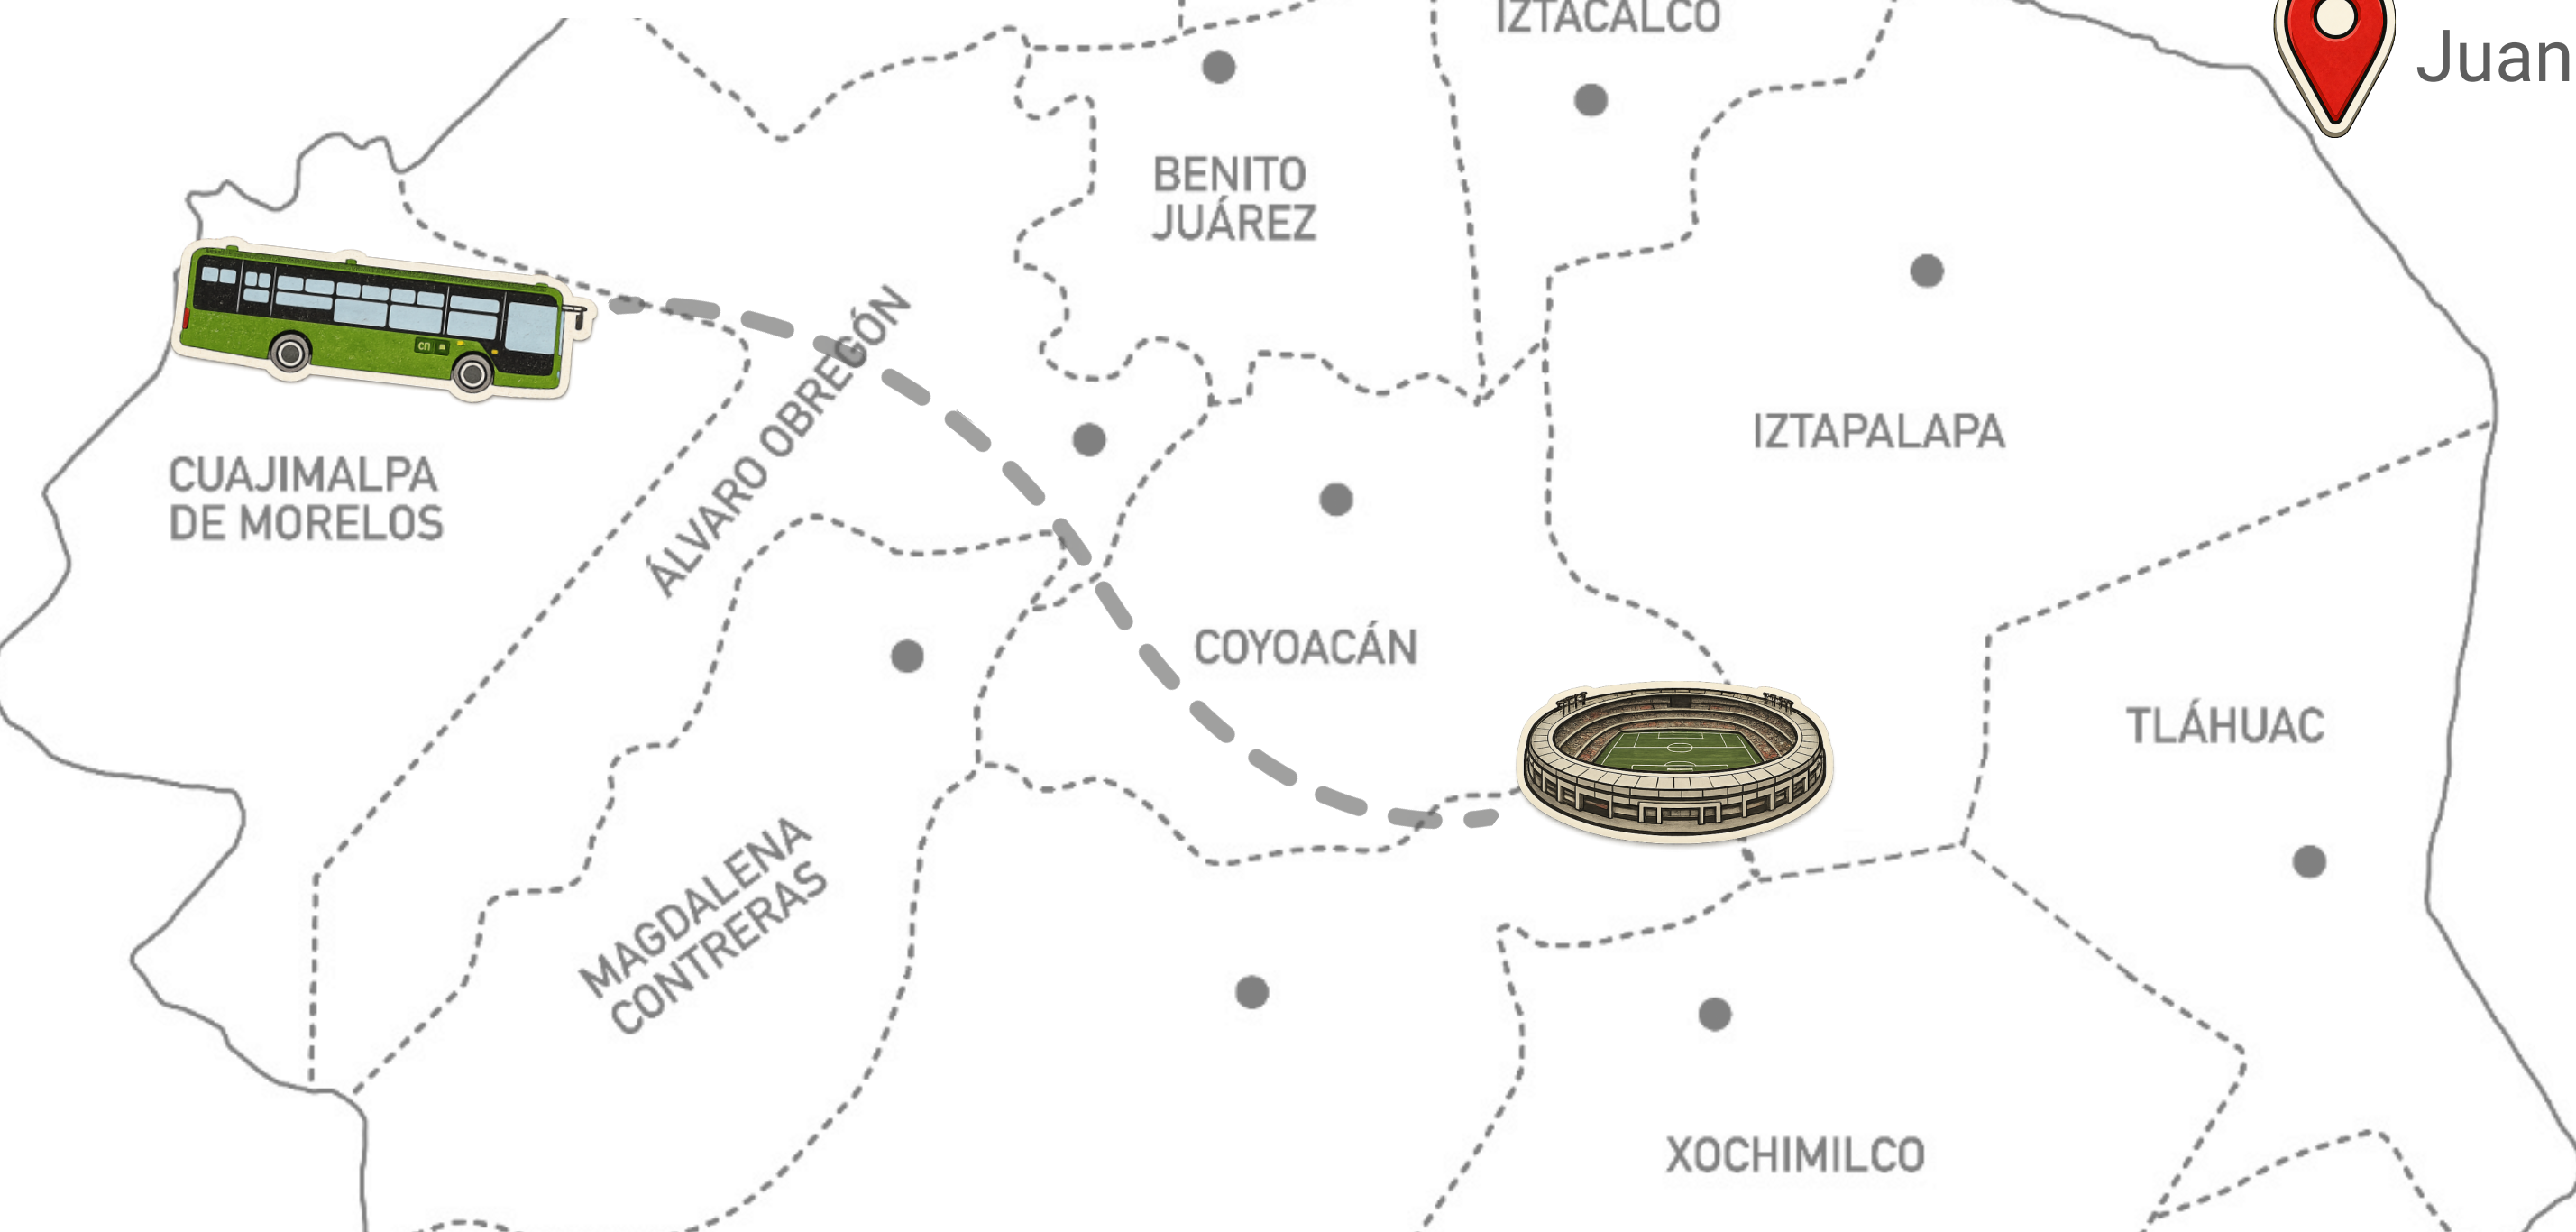 IZTACALCO
Juan
BENITO
JUÁREZ
ÁLVARO OBREGÓN
IZTAPALAPA
CUAJIMALPA
DE MORELOS
COYOACÁN
TLÁHUAC
MAGDALENA
CONTRERAS
XOCHIMILCO